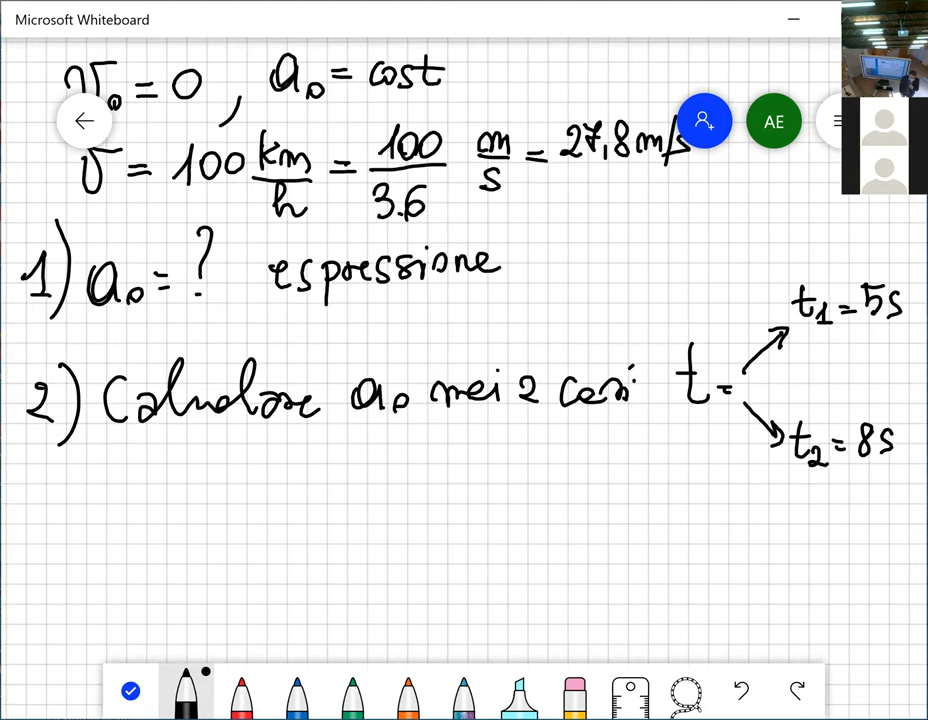 Microsoft Whiteboard
v₀ = 0 , a₀ = cost
v = 100 km/h = 100/3.6 m/s = 27,8 m/s
AE
1) a₀ = ? espressione
2) Calcolare a₀ nei 2 casi t =
t₁ = 5s
t₂ = 8s